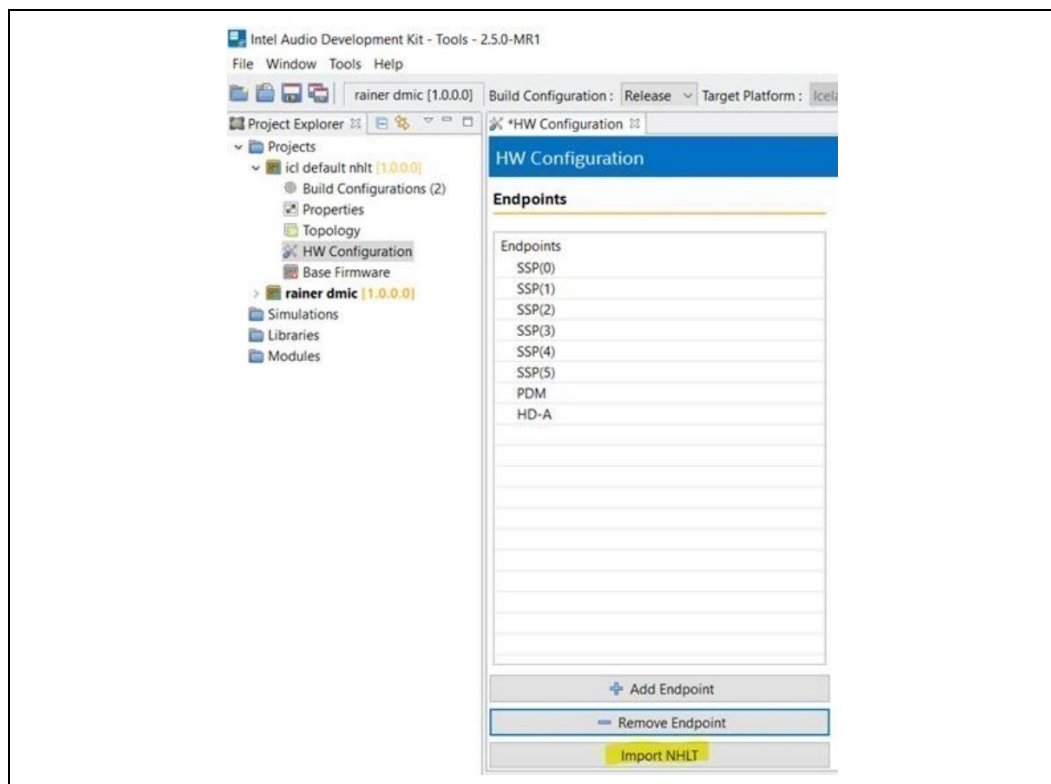 Intel Audio Development Kit - Tools - 2.5.0-MR1
File Window Tools Help
rainer dmic [1.0.0.0] Build Configuration : Release Target Platform :
Project Explorer *HW Configuration
Projects
icl default nhlt [1.0.0.0]
Build Configurations (2)
Properties
Topology
HW Configuration
Base Firmware
rainer dmic [1.0.0.0]
Simulations
Libraries
Modules
HW Configuration
Endpoints
Endpoints
SSP(0)
SSP(1)
SSP(2)
SSP(3)
SSP(4)
SSP(5)
PDM
HD-A
Add Endpoint
Remove Endpoint
Import NHLT